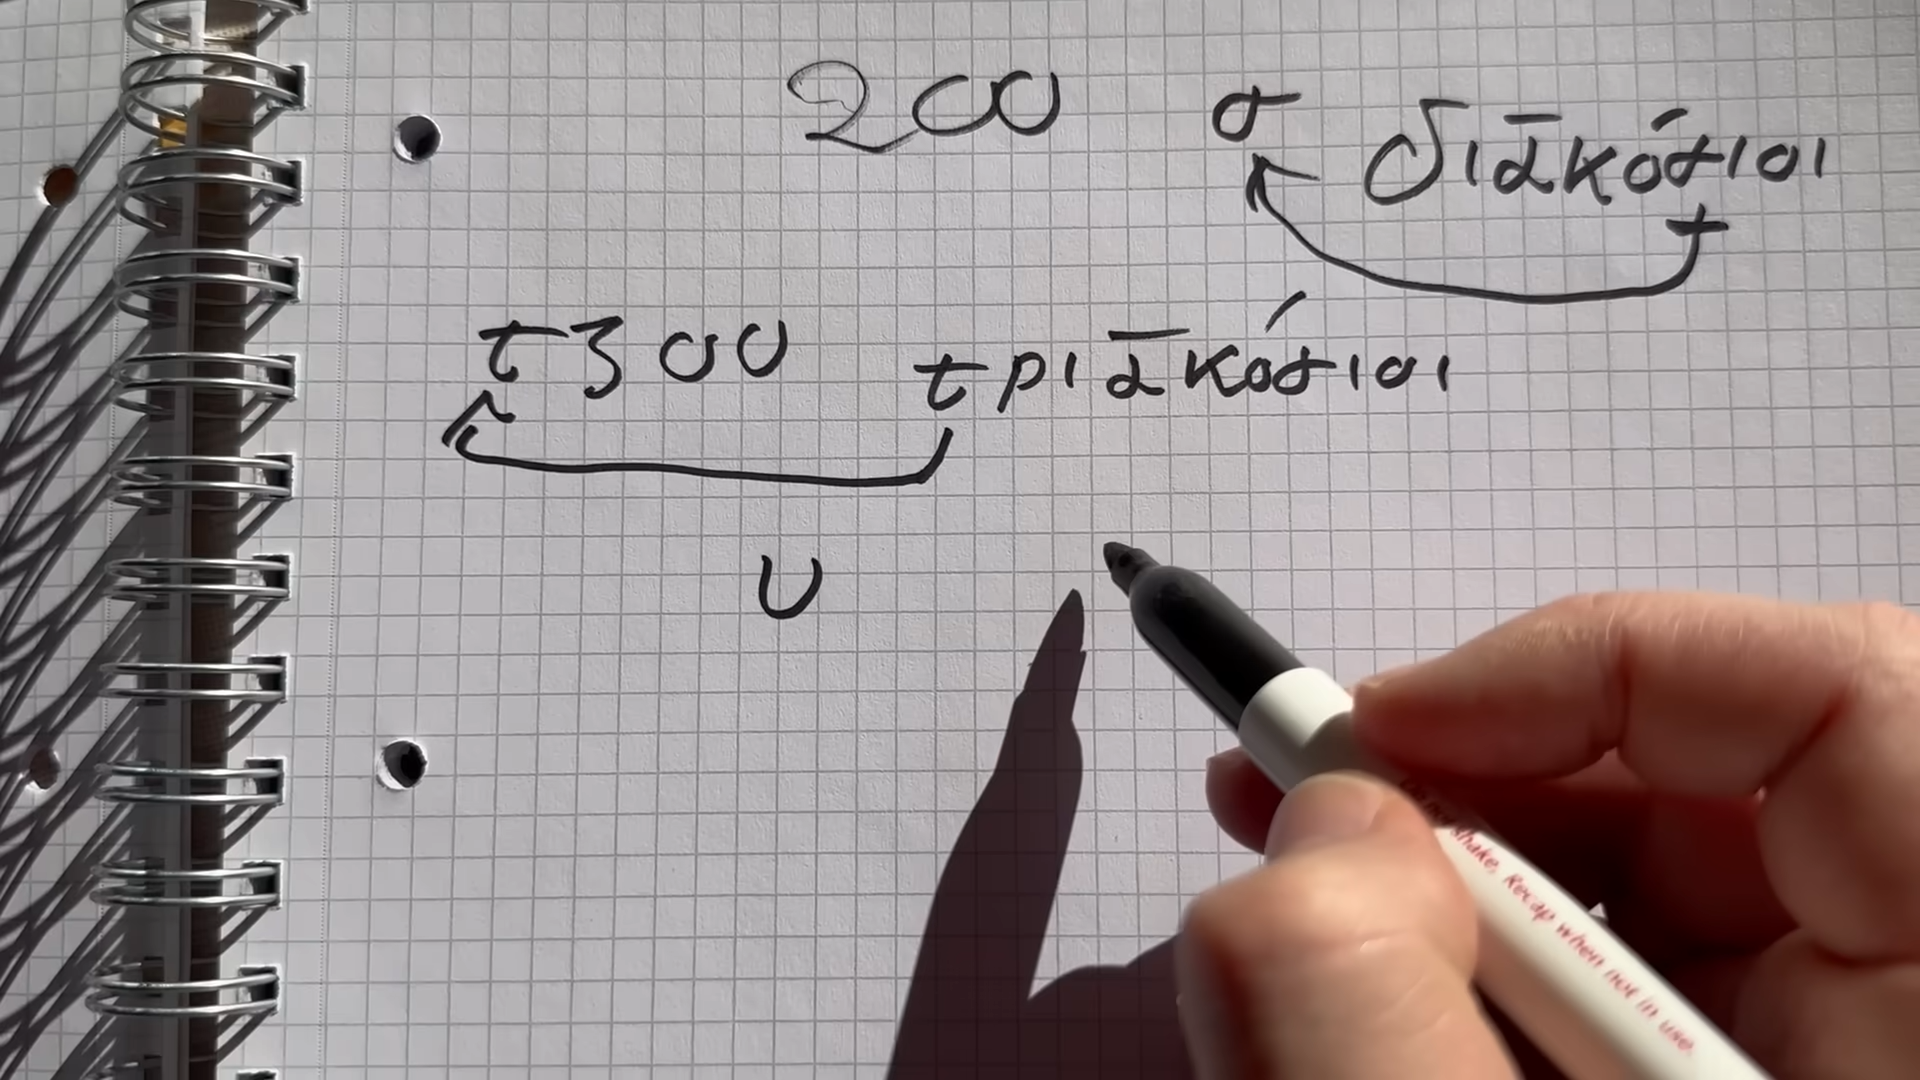 200 σ διᾱκόσιοι
τ 300 τριᾱκόσιοι
υ
shake, Recap when not in use.